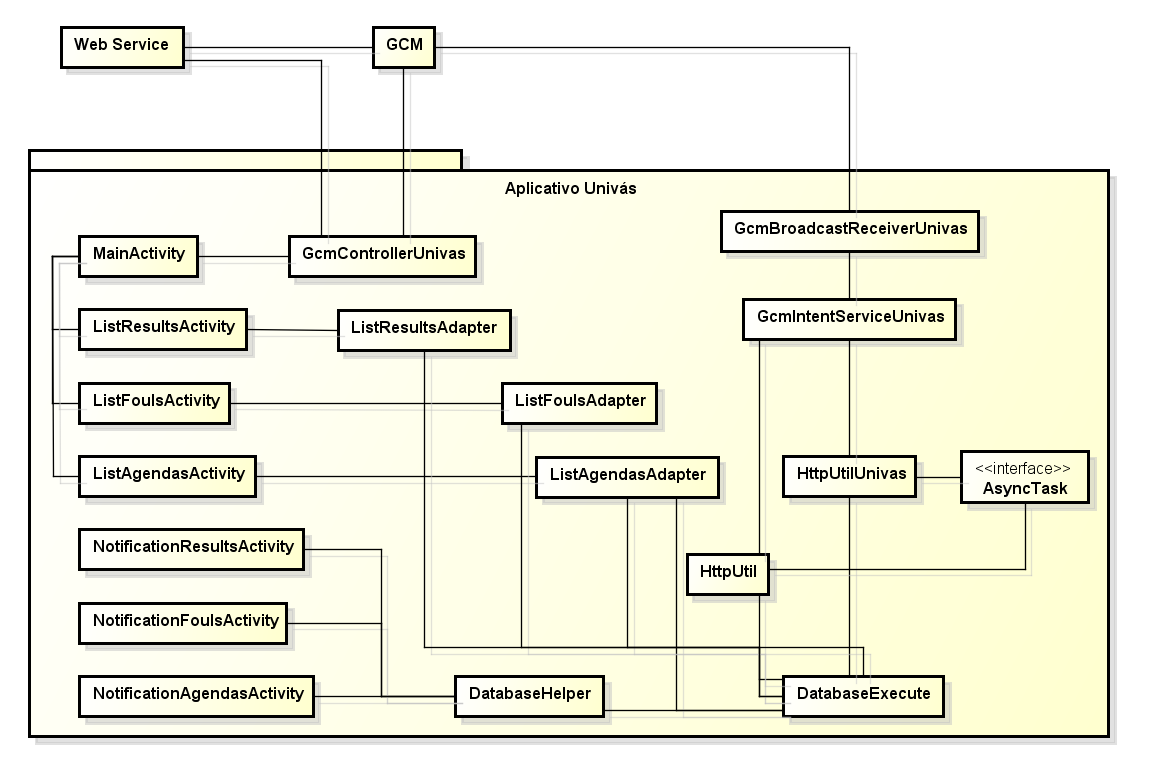 Web Service
GCM
Aplicativo Univás
GcmBroadcastReceiverUnivas
MainActivity
GcmControllerUnivas
GcmIntentServiceUnivas
ListResultsActivity
ListResultsAdapter
ListFoulsActivity
ListFoulsAdapter
<<interface>>
AsyncTask
ListAgendasActivity
ListAgendasAdapter
HttpUtilUnivas
NotificationResultsActivity
HttpUtil
NotificationFoulsActivity
NotificationAgendasActivity
DatabaseHelper
DatabaseExecute